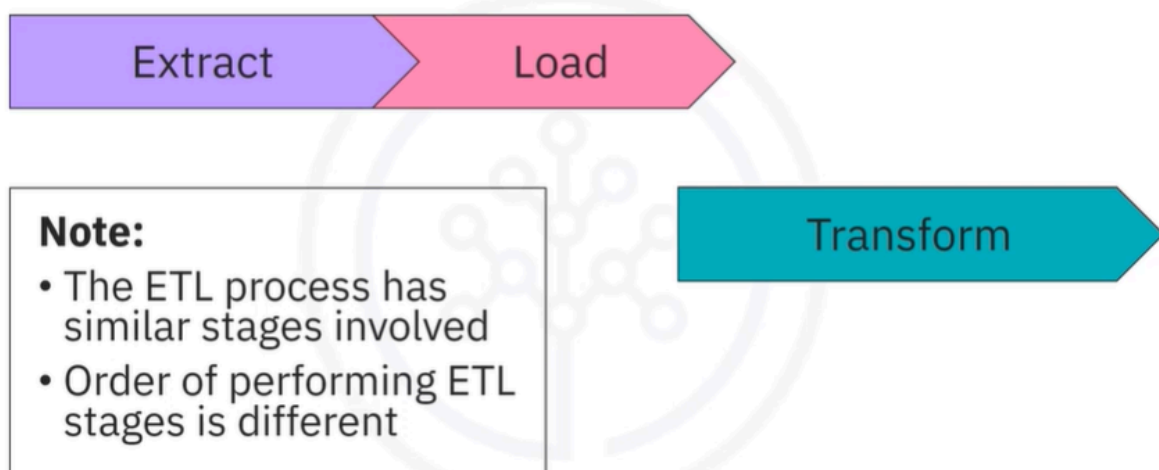 Extract
Load
Transform
Note:
• The ETL process has
similar stages involved
• Order of performing ETL
stages is different